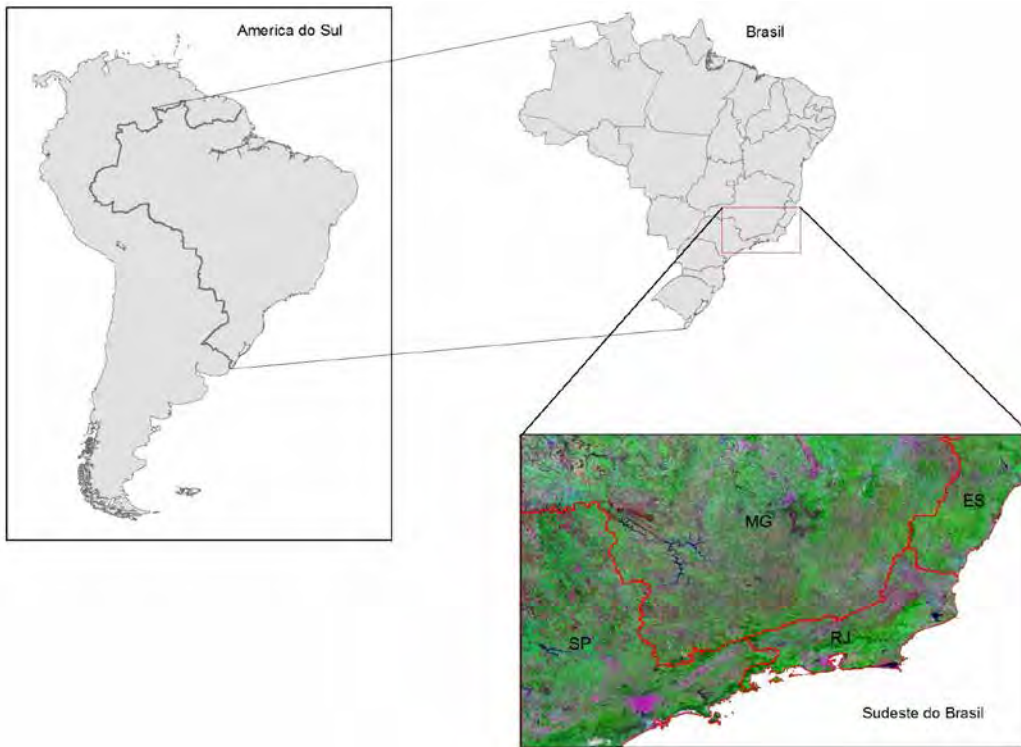 America do Sul
Brasil
ES
MG
SP
RJ
Sudeste do Brasil